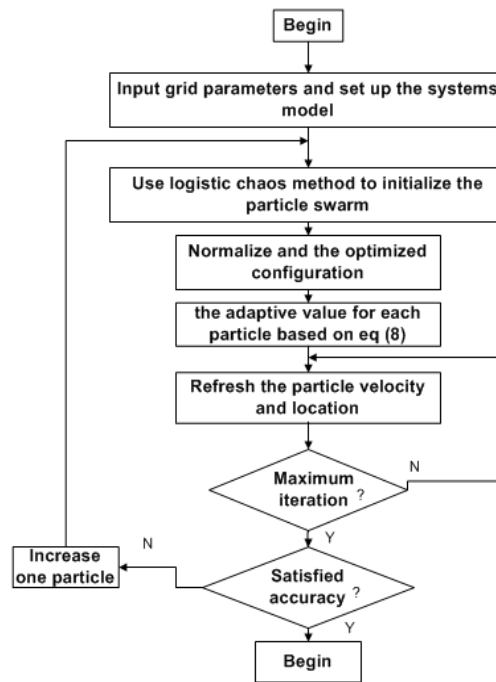 Begin
Input grid parameters and set up the systems
model
Use logistic chaos method to initialize the
particle swarm
Normalize and the optimized
configuration
the adaptive value for each
particle based on eq (8)
Refresh the particle velocity
and location
Maximum
iteration ?
N
Y
Increase
one particle
N
Satisfied
accuracy ?
Y
Begin